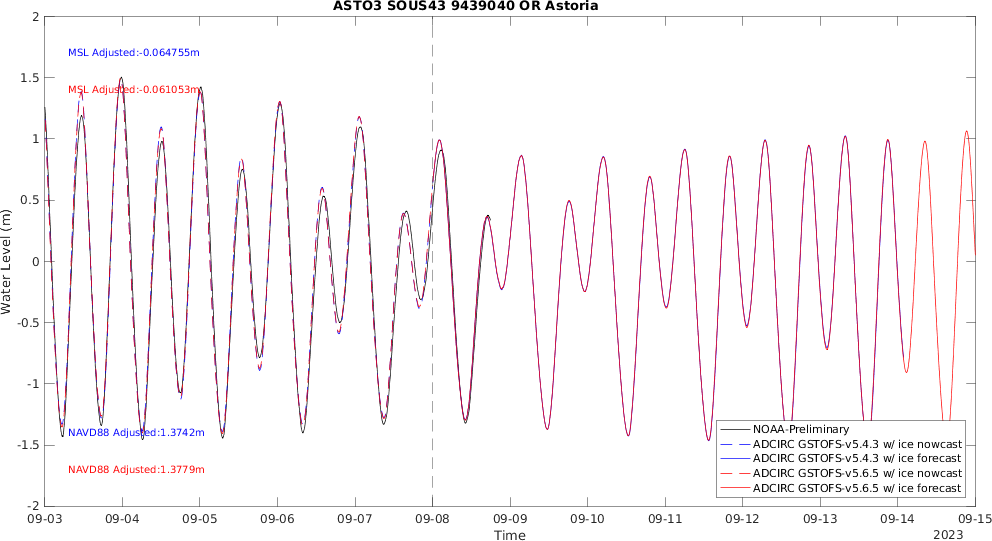 ASTO3 SOUS43 9439040 OR Astoria
2
1.5
1
0.5
0
-0.5
-1
-1.5
-2
Water Level (m)
MSL Adjusted:-0.064755m
MSL Adjusted:-0.061053m
NAVD88 Adjusted:1.3742m
NAVD88 Adjusted:1.3779m
NOAA-Preliminary
ADCIRC GSTOFS-v5.4.3 w/ ice nowcast
ADCIRC GSTOFS-v5.4.3 w/ ice forecast
ADCIRC GSTOFS-v5.6.5 w/ ice nowcast
ADCIRC GSTOFS-v5.6.5 w/ ice forecast
09-03 09-04 09-05 09-06 09-07 09-08 09-09 09-10 09-11 09-12 09-13 09-14 09-15
Time
2023